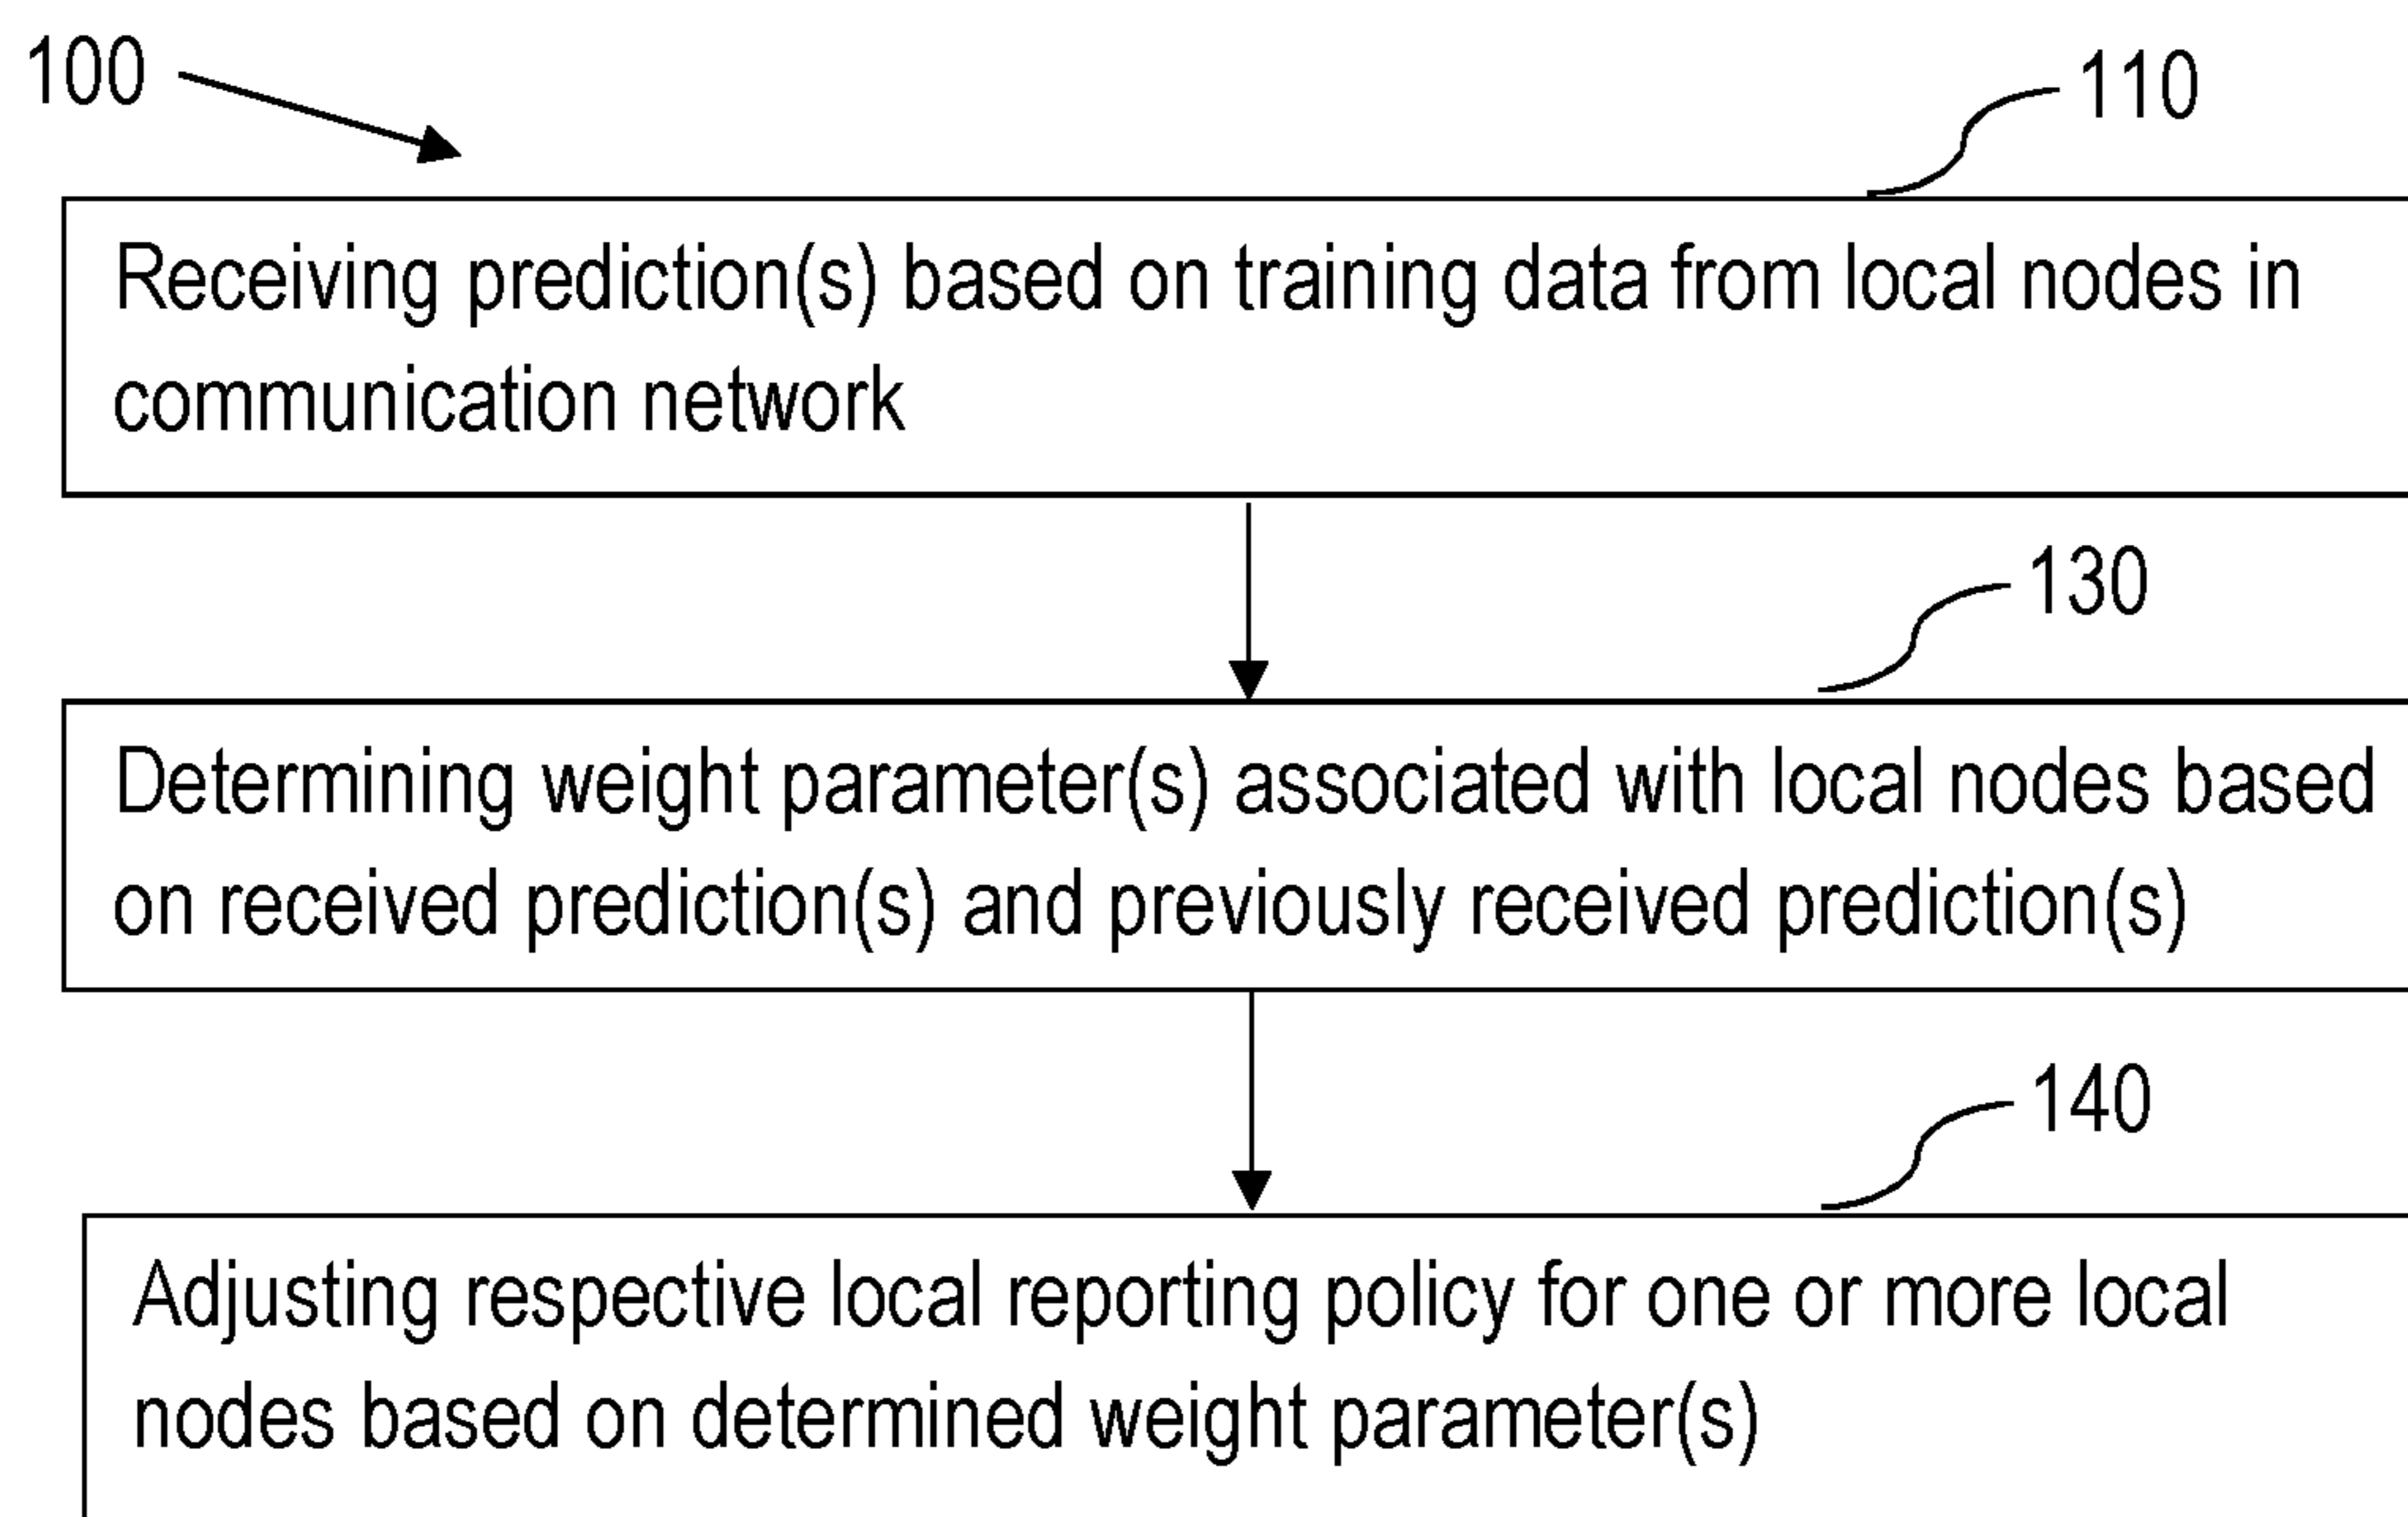 100
110
Receiving prediction(s) based on training data from local nodes in
communication network
130
Determining weight parameter(s) associated with local nodes based
on received prediction(s) and previously received prediction(s)
140
Adjusting respective local reporting policy for one or more local
nodes based on determined weight parameter(s)